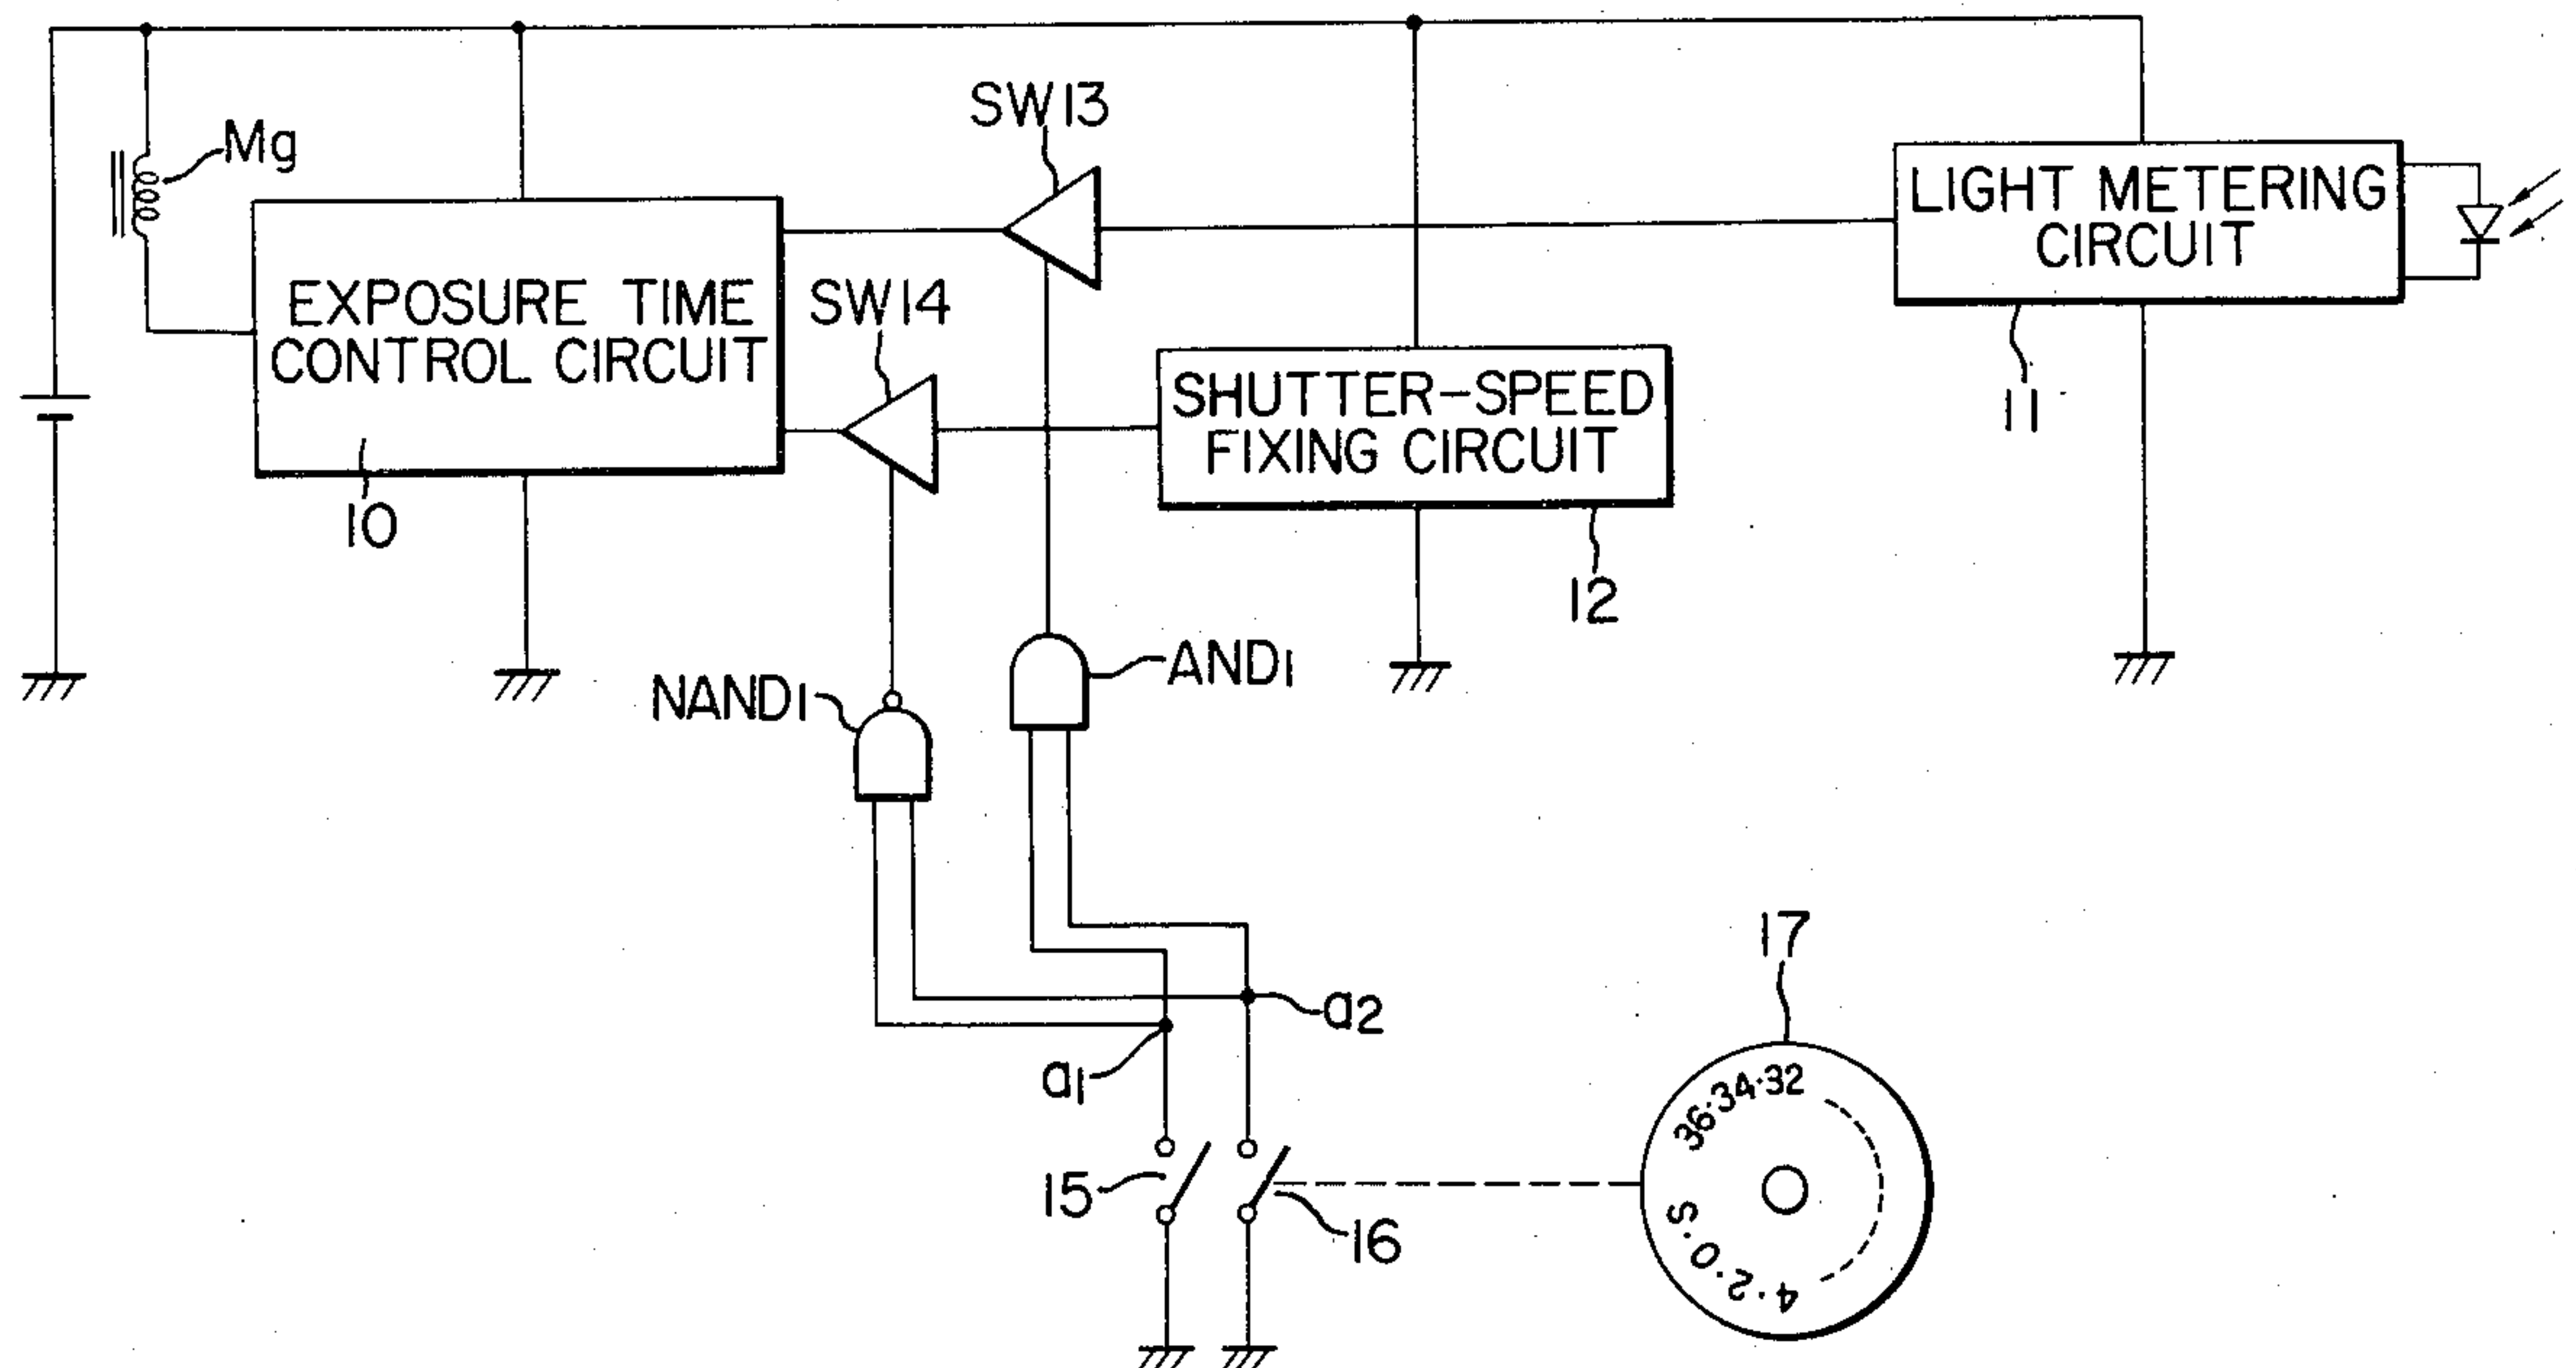 SW13
Mg
LIGHT METERING
CIRCUIT
EXPOSURE TIME
CONTROL CIRCUIT
SW14
SHUTTER-SPEED
FIXING CIRCUIT
11
10
12
AND1
NAND1
17
a2
a1
36·34·32
15
16
S·O·2·4